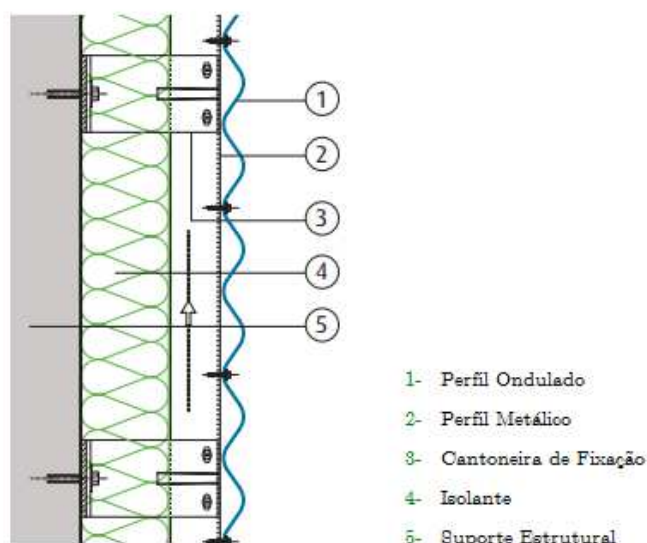 1
2
3
4
5
1- Perfil Ondulado
2- Perfil Metálico
3- Cantoneira de Fixação
4- Isolante
5- Suporte Estrutural